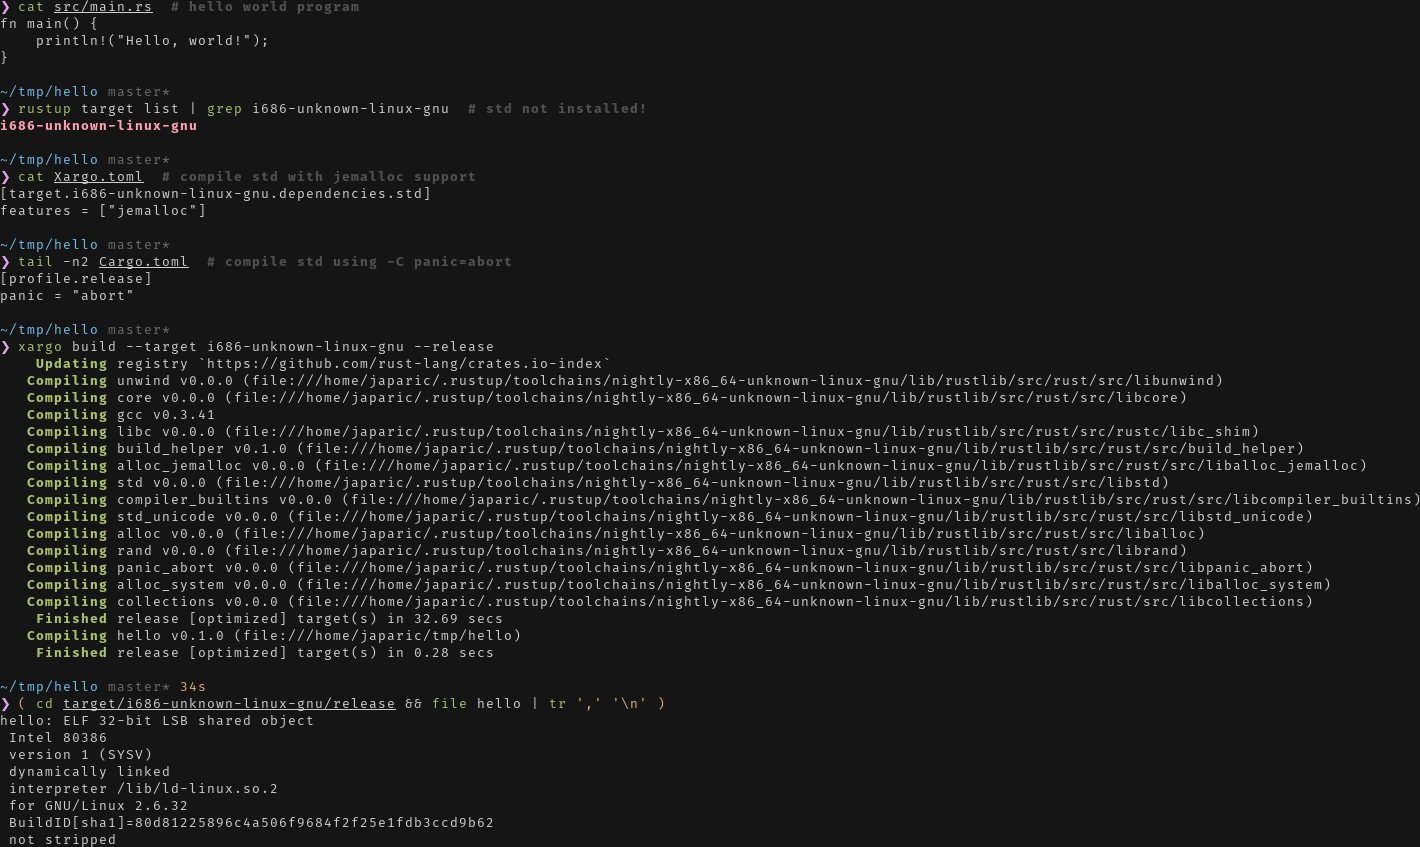 ❯ cat src/main.rs  # hello world program
fn main() {
    println!("Hello, world!");
}
~/tmp/hello master*
❯ rustup target list | grep i686-unknown-linux-gnu  # std not installed!
i686-unknown-linux-gnu
~/tmp/hello master*
❯ cat Xargo.toml  # compile std with jemalloc support
[target.i686-unknown-linux-gnu.dependencies.std]
features = ["jemalloc"]
~/tmp/hello master*
❯ tail -n2 Cargo.toml  # compile std using -C panic=abort
[profile.release]
panic = "abort"
~/tmp/hello master*
❯ xargo build --target i686-unknown-linux-gnu --release
    Updating registry `https://github.com/rust-lang/crates.io-index`
   Compiling unwind v0.0.0 (file:///home/japaric/.rustup/toolchains/nightly-x86_64-unknown-linux-gnu/lib/rustlib/src/rust/src/libunwind)
   Compiling core v0.0.0 (file:///home/japaric/.rustup/toolchains/nightly-x86_64-unknown-linux-gnu/lib/rustlib/src/rust/src/libcore)
   Compiling gcc v0.3.41
   Compiling libc v0.0.0 (file:///home/japaric/.rustup/toolchains/nightly-x86_64-unknown-linux-gnu/lib/rustlib/src/rust/src/rustc/libc_shim)
   Compiling build_helper v0.1.0 (file:///home/japaric/.rustup/toolchains/nightly-x86_64-unknown-linux-gnu/lib/rustlib/src/rust/src/build_helper)
   Compiling alloc_jemalloc v0.0.0 (file:///home/japaric/.rustup/toolchains/nightly-x86_64-unknown-linux-gnu/lib/rustlib/src/rust/src/liballoc_jemalloc)
   Compiling std v0.0.0 (file:///home/japaric/.rustup/toolchains/nightly-x86_64-unknown-linux-gnu/lib/rustlib/src/rust/src/libstd)
   Compiling compiler_builtins v0.0.0 (file:///home/japaric/.rustup/toolchains/nightly-x86_64-unknown-linux-gnu/lib/rustlib/src/rust/src/libcompiler_builtins)
   Compiling std_unicode v0.0.0 (file:///home/japaric/.rustup/toolchains/nightly-x86_64-unknown-linux-gnu/lib/rustlib/src/rust/src/libstd_unicode)
   Compiling alloc v0.0.0 (file:///home/japaric/.rustup/toolchains/nightly-x86_64-unknown-linux-gnu/lib/rustlib/src/rust/src/liballoc)
   Compiling rand v0.0.0 (file:///home/japaric/.rustup/toolchains/nightly-x86_64-unknown-linux-gnu/lib/rustlib/src/rust/src/librand)
   Compiling panic_abort v0.0.0 (file:///home/japaric/.rustup/toolchains/nightly-x86_64-unknown-linux-gnu/lib/rustlib/src/rust/src/libpanic_abort)
   Compiling alloc_system v0.0.0 (file:///home/japaric/.rustup/toolchains/nightly-x86_64-unknown-linux-gnu/lib/rustlib/src/rust/src/liballoc_system)
   Compiling collections v0.0.0 (file:///home/japaric/.rustup/toolchains/nightly-x86_64-unknown-linux-gnu/lib/rustlib/src/rust/src/libcollections)
    Finished release [optimized] target(s) in 32.69 secs
   Compiling hello v0.1.0 (file:///home/japaric/tmp/hello)
    Finished release [optimized] target(s) in 0.28 secs
~/tmp/hello master* 34s
❯ ( cd target/i686-unknown-linux-gnu/release && file hello | tr ',' '\n' )
hello: ELF 32-bit LSB shared object
 Intel 80386
 version 1 (SYSV)
 dynamically linked
 interpreter /lib/ld-linux.so.2
 for GNU/Linux 2.6.32
 BuildID[sha1]=80d81225896c4a506f9684f2f25e1fdb3ccd9b62
 not stripped